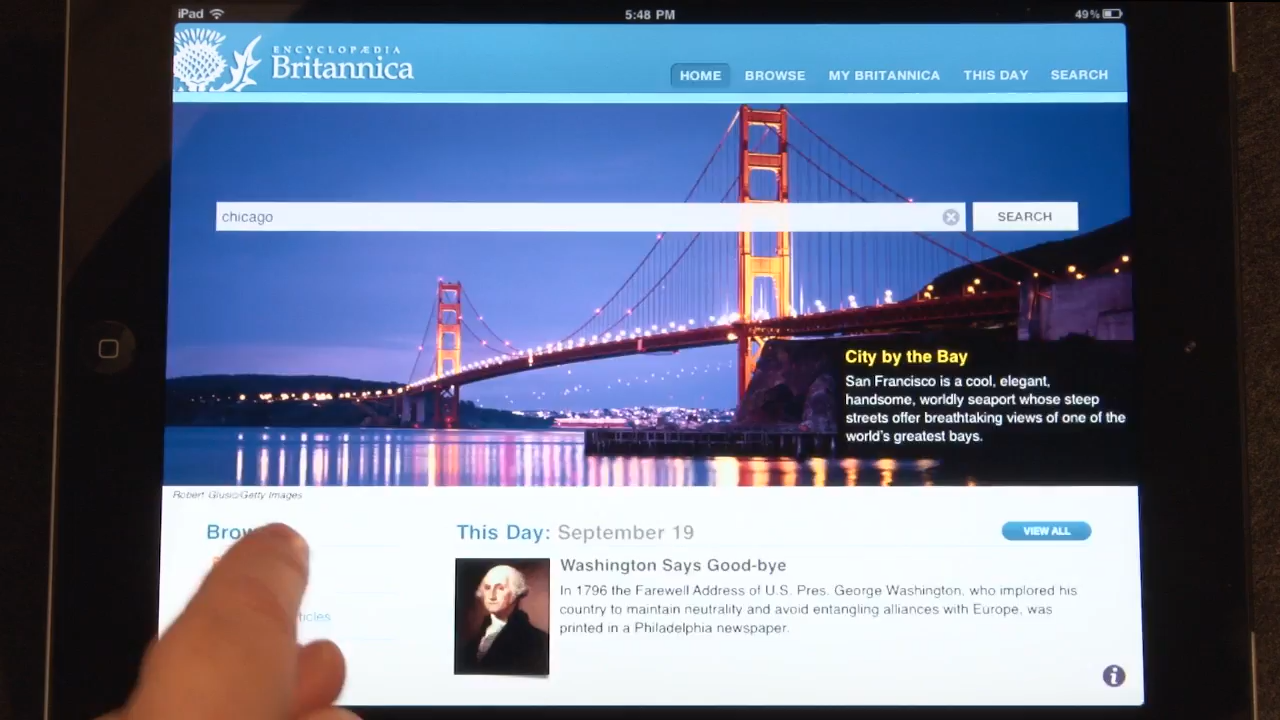 iPad
5:48 PM
49%
ENCYCLOPÆDIA
Britannica
HOME
BROWSE
MY BRITANNICA
THIS DAY
SEARCH
chicago
SEARCH
City by the Bay
San Francisco is a cool, elegant,
handsome, worldly seaport whose steep
streets offer breathtaking views of one of the
world's greatest bays.
Robert Glusic/Getty Images
This Day: September 19
VIEW ALL
Washington Says Good-bye
In 1796 the Farewell Address of U.S. Pres. George Washington, who implored his
country to maintain neutrality and avoid entangling alliances with Europe, was
printed in a Philadelphia newspaper.
i